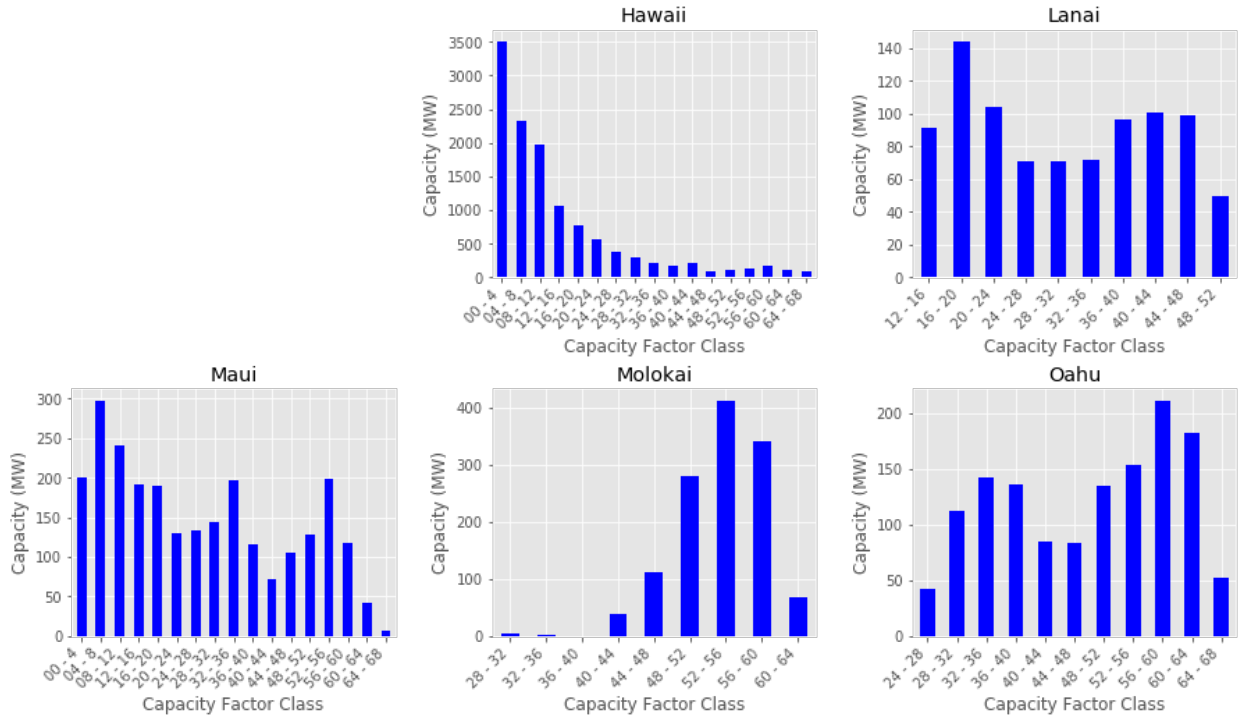 Hawaii
Capacity (MW)
3500
3000
2500
2000
1500
1000
500
0
00 - 4
04 - 8
08 - 12
12 - 16
16 - 20
20 - 24
24 - 28
28 - 32
32 - 36
36 - 40
40 - 44
44 - 48
48 - 52
52 - 56
56 - 60
60 - 64
64 - 68
Capacity Factor Class
Lanai
Capacity (MW)
140
120
100
80
60
40
20
0
12 - 16
16 - 20
20 - 24
24 - 28
28 - 32
32 - 36
36 - 40
40 - 44
44 - 48
48 - 52
Capacity Factor Class
Maui
Capacity (MW)
300
250
200
150
100
50
0
00 - 4
04 - 8
08 - 12
12 - 16
16 - 20
20 - 24
24 - 28
28 - 32
32 - 36
36 - 40
40 - 44
44 - 48
48 - 52
52 - 56
56 - 60
60 - 64
64 - 68
Capacity Factor Class
Molokai
Capacity (MW)
400
300
200
100
0
28 - 32
32 - 36
36 - 40
40 - 44
44 - 48
48 - 52
52 - 56
56 - 60
60 - 64
Capacity Factor Class
Oahu
Capacity (MW)
200
150
100
50
0
24 - 28
28 - 32
32 - 36
36 - 40
40 - 44
44 - 48
48 - 52
52 - 56
56 - 60
60 - 64
64 - 68
Capacity Factor Class